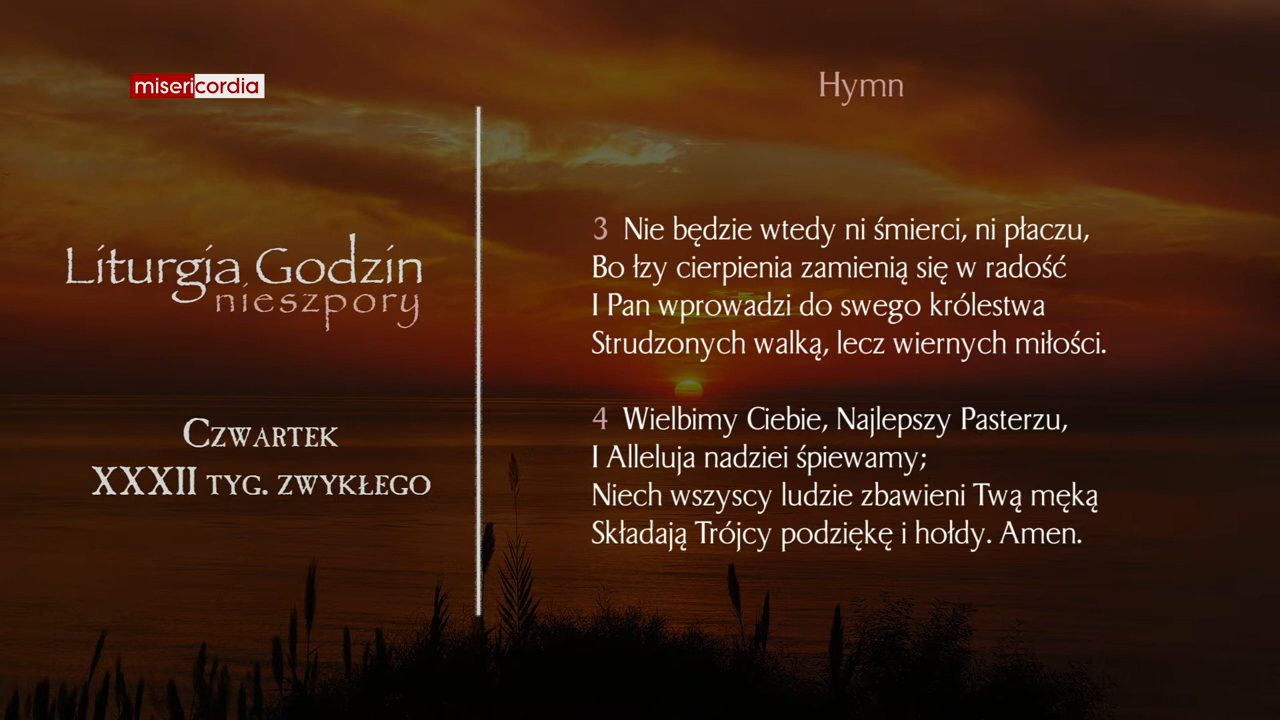 misericordia
Liturgia Godzin
nieszpory
Czwartek
XXXII tyg. zwykłego
Hymn
3 Nie będzie wtedy ni śmierci, ni płaczu,
Bo łzy cierpienia zamienią się w radość
I Pan wprowadzi do swego królestwa
Strudzonych walką, lecz wiernych miłości.
4 Wielbimy Ciebie, Najlepszy Pasterzu,
I Alleluja nadziei śpiewamy;
Niech wszyscy ludzie zbawieni Twą męką
Składają Trójcy podziękę i hołdy. Amen.